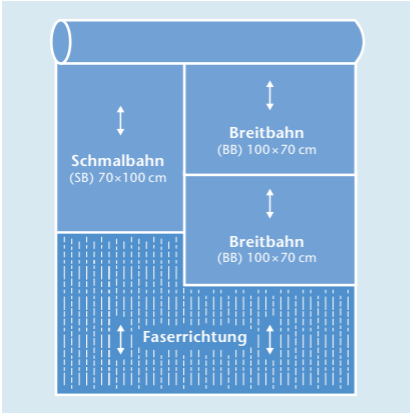 Schmalbahn
(SB) 70×100 cm
Breitbahn
(BB) 100×70 cm
Breitbahn
(BB) 100×70 cm
Faserrichtung